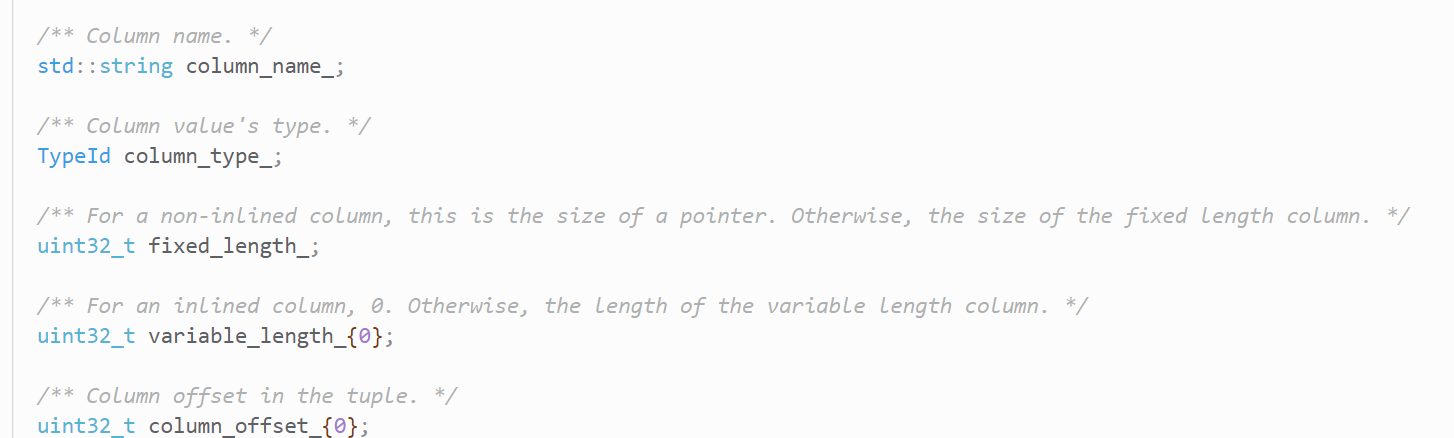 /** Column name. */
std::string column_name_;
/** Column value's type. */
TypeId column_type_;
/** For a non-inlined column, this is the size of a pointer. Otherwise, the size of the fixed length column. */
uint32_t fixed_length_;
/** For an inlined column, 0. Otherwise, the length of the variable length column. */
uint32_t variable_length_{0};
/** Column offset in the tuple. */
uint32_t column_offset_{0};